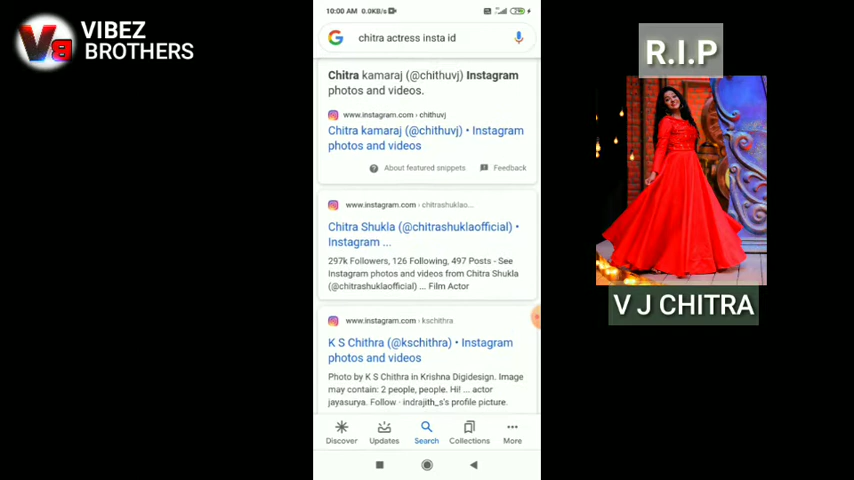 VIBEZ
BROTHERS
VB
10:00 AM 0.0KB/s
chitra actress insta id
Chitra kamaraj (@chithuvj) Instagram
photos and videos.
www.instagram.com › chithuvj
Chitra kamaraj (@chithuvj) • Instagram
photos and videos
About featured snippets
Feedback
www.instagram.com › chitrashuklao...
Chitra Shukla (@chitrashuklaofficial) •
Instagram ...
297k Followers, 126 Following, 497 Posts - See
Instagram photos and videos from Chitra Shukla
(@chitrashuklaofficial) ... Film Actor
www.instagram.com › kschithra
K S Chithra (@kschithra) • Instagram
photos and videos
Photo by K S Chithra in Krishna Digidesign. Image
may contain: 2 people, people. Hi! ... actor
jayasurya. Follow · indrajith_s's profile picture.
Discover
Updates
Search
Collections
More
R.I.P
V J CHITRA